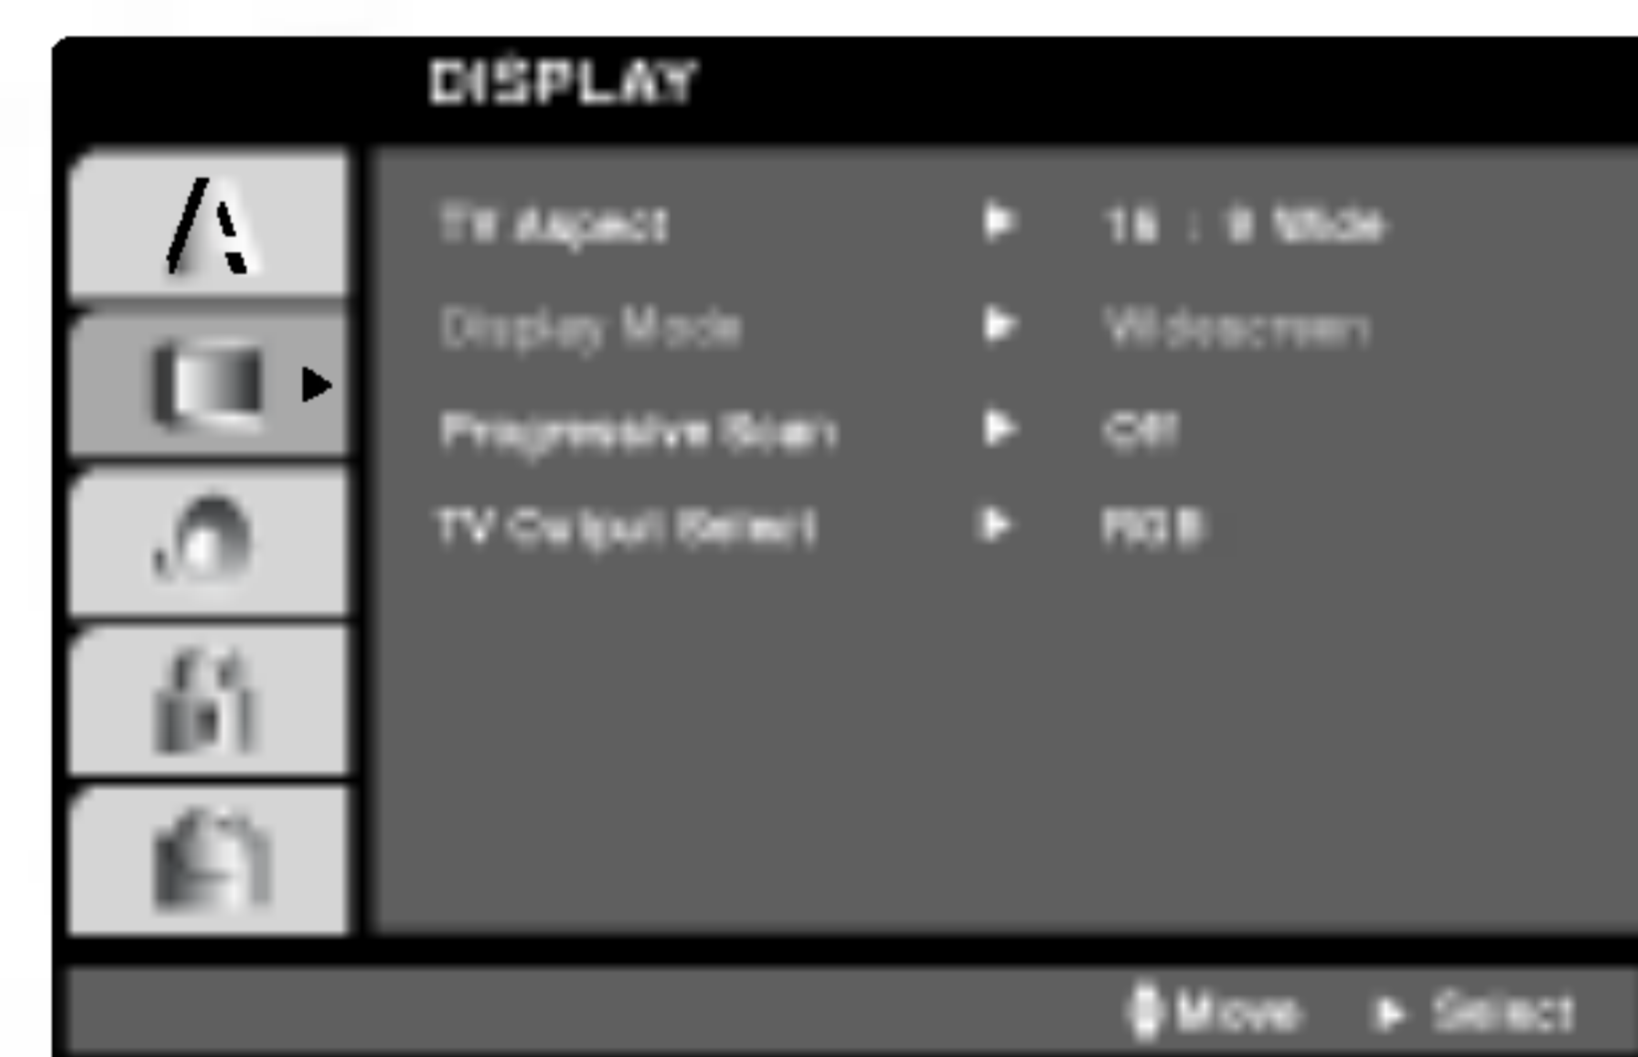 DISPLAY
TV Aspect ► 16 : 9 Wide
Display Mode ► Widescreen
Progressive Scan ► Off
TV Output Select ► RGB
Move ► Select